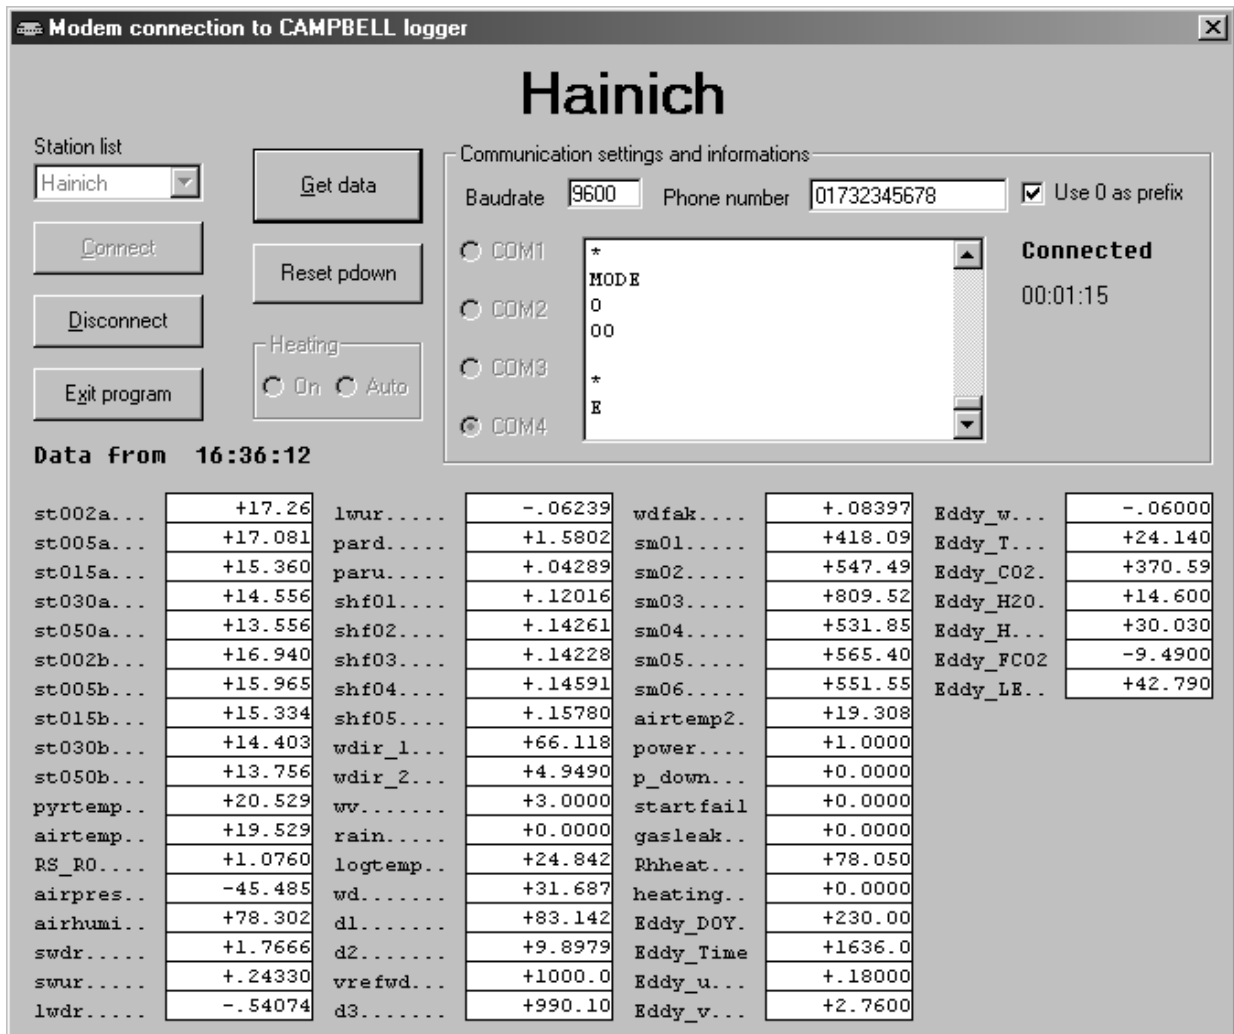 Modem connection to CAMPBELL logger
Hainich
Station list
Hainich
Get data
Connect
Reset pdown
Disconnect
Heating
On Auto
Exit program
Communication settings and informations
Baudrate 9600 Phone number 01732345678 Use 0 as prefix
COM1
COM2
COM3
COM4
*
MODE
0
00
*
E
Connected
00:01:15
Data from 16:36:12
st002a... +17.26 lwur..... -.06239 wdfak.... +.08397 Eddy_w... -.06000
st005a... +17.081 pard..... +1.5802 sm01..... +418.09 Eddy_T... +24.140
st015a... +15.360 paru..... +.04289 sm02..... +547.49 Eddy_CO2. +370.59
st030a... +14.556 shf01.... +.12016 sm03..... +809.52 Eddy_H2O. +14.600
st050a... +13.556 shf02.... +.14261 sm04..... +531.85 Eddy_H... +30.030
st002b... +16.940 shf03.... +.14228 sm05..... +565.40 Eddy_FCO2 -9.4900
st005b... +15.965 shf04.... +.14591 sm06..... +551.55 Eddy_LE.. +42.790
st015b... +15.334 shf05.... +.15780 airtemp2. +19.308
st030b... +14.403 wdir_1... +66.118 power.... +1.0000
st050b... +13.756 wdir_2... +4.9490 p_down... +0.0000
pyrtemp.. +20.529 wv....... +3.0000 startfail +0.0000
airtemp.. +19.529 rain..... +0.0000 gasleak.. +0.0000
RS_R0.... +1.0760 logtemp.. +24.842 Rhheat... +78.050
airpres.. -45.485 wd....... +31.687 heating.. +0.0000
airhumi.. +78.302 d1....... +83.142 Eddy_DOY. +230.00
swdr..... +1.7666 d2....... +9.8979 Eddy_Time +1636.0
swur..... +.24330 vrefwd... +1000.0 Eddy_u... +.18000
lwdr..... -.54074 d3....... +990.10 Eddy_v... +2.7600